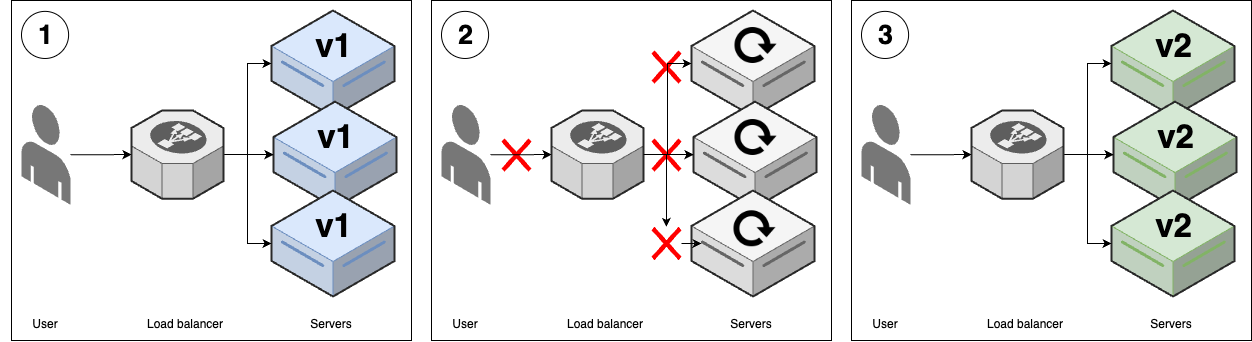 1
v1
v1
v1
User
Load balancer
Servers
2
User
Load balancer
Servers
3
v2
v2
v2
User
Load balancer
Servers